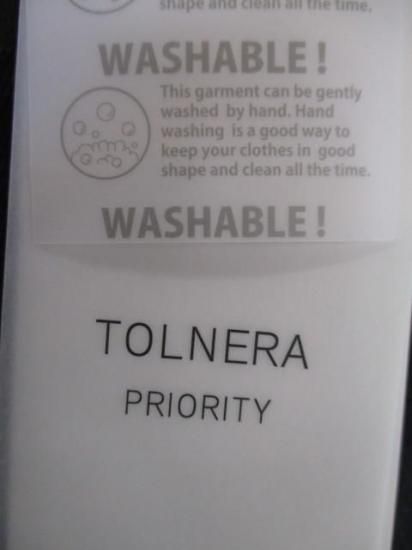 shape and clean all the time.
WASHABLE!
This garment can be gently
washed by hand. Hand
washing is a good way to
keep your clothes in good
shape and clean all the time.
WASHABLE!
TOLNERA
PRIORITY